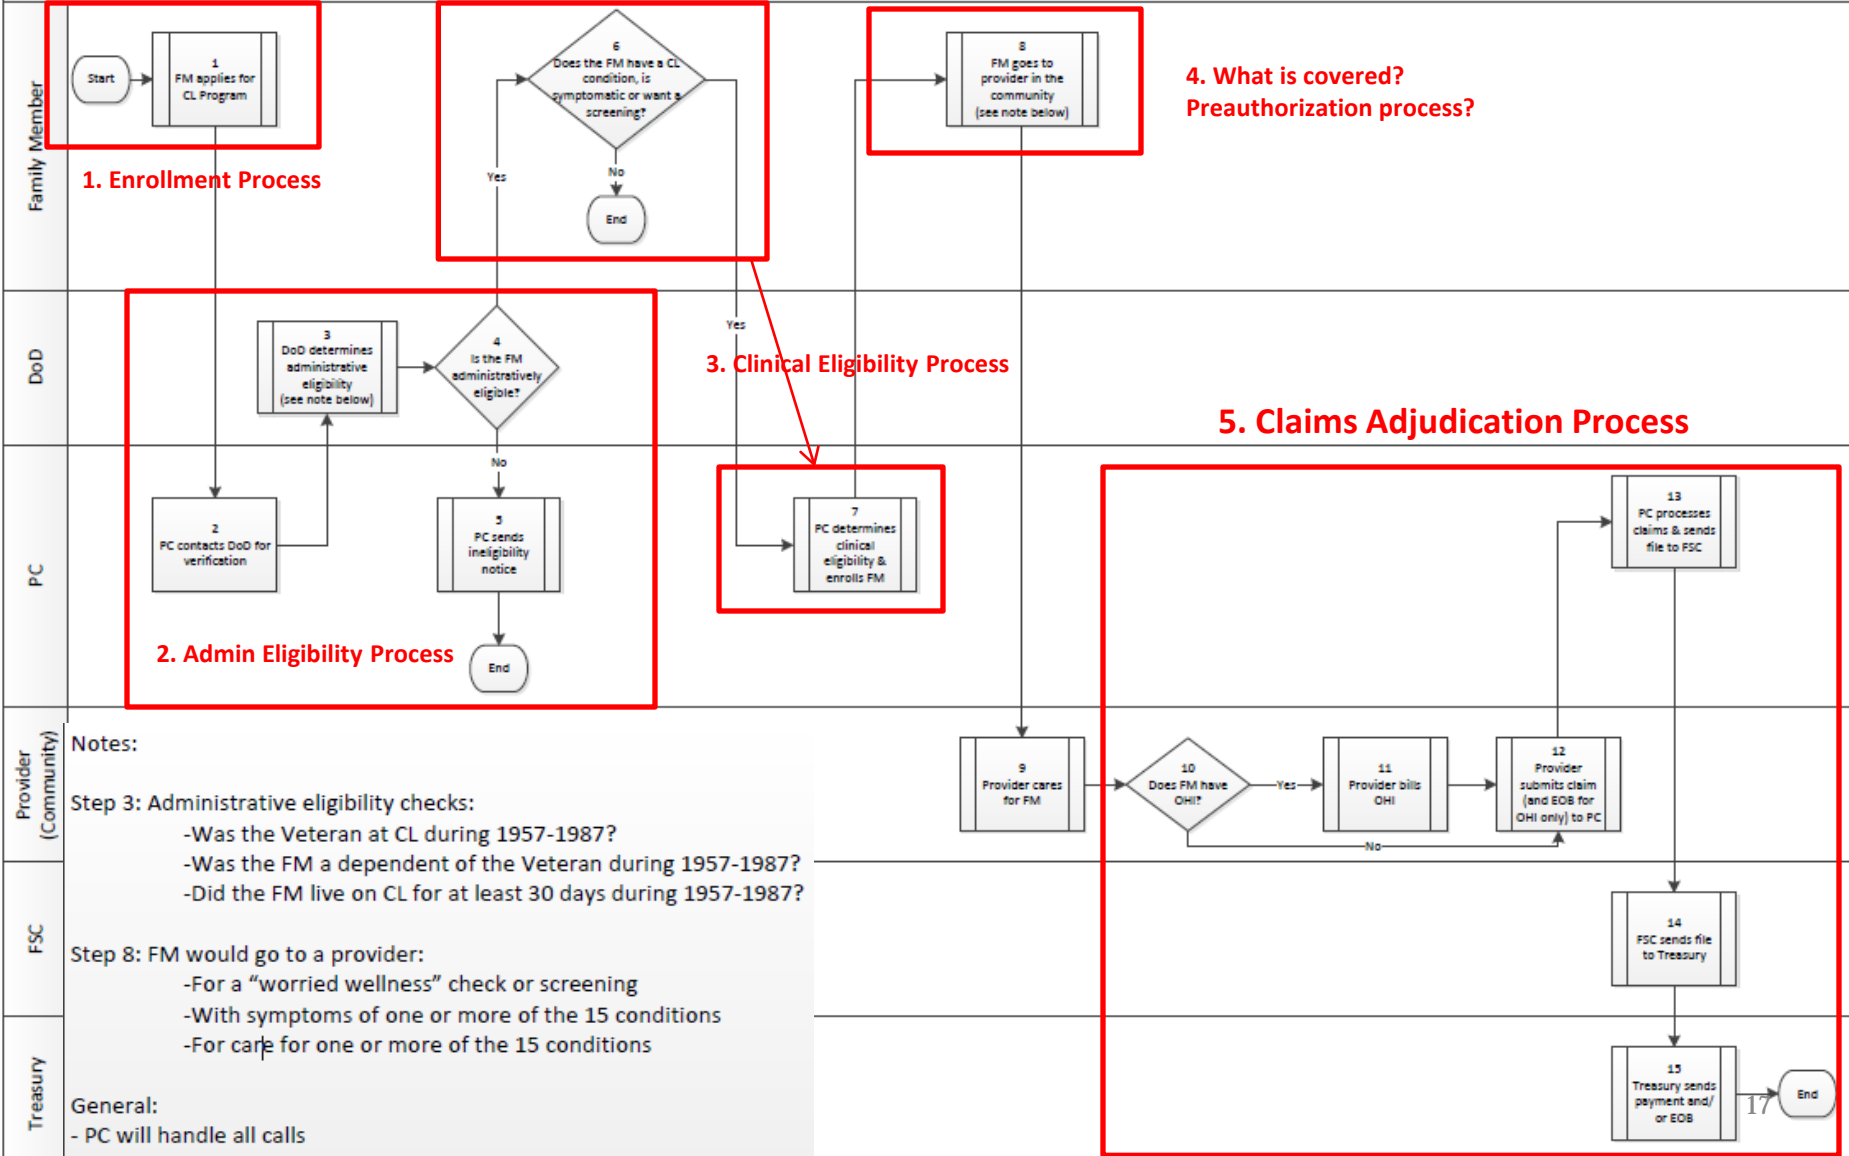 Family Member
Start
1
FM applies for
CL Program
1. Enrollment Process
6
Does the FM have a CL
condition, is
symptomatic or want a
screening?
Yes
No
End
8
FM goes to
provider in the
community
(see note below)
4. What is covered?
Preauthorization process?
DoD
3
DoD determines
administrative
eligibility
(see note below)
4
Is the FM
administratively
eligible?
Yes
3. Clinical Eligibility Process
5. Claims Adjudication Process
PC
2
PC contacts DoD for
verification
No
5
PC sends
ineligibility
notice
End
2. Admin Eligibility Process
7
PC determines
clinical
eligibility &
enrolls FM
13
PC processes
claims & sends
file to FSC
Provider
(Community)
9
Provider cares
for FM
10
Does FM have
OHI?
Yes
No
11
Provider bills
OHI
12
Provider
submits claim
(and EOB for
OHI only) to PC
FSC
14
FSC sends file
to Treasury
Treasury
15
Treasury sends
payment and/
or EOB
17
End
Notes:
Step 3: Administrative eligibility checks:
-Was the Veteran at CL during 1957-1987?
-Was the FM a dependent of the Veteran during 1957-1987?
-Did the FM live on CL for at least 30 days during 1957-1987?
Step 8: FM would go to a provider:
-For a “worried wellness” check or screening
-With symptoms of one or more of the 15 conditions
-For care for one or more of the 15 conditions
General:
- PC will handle all calls